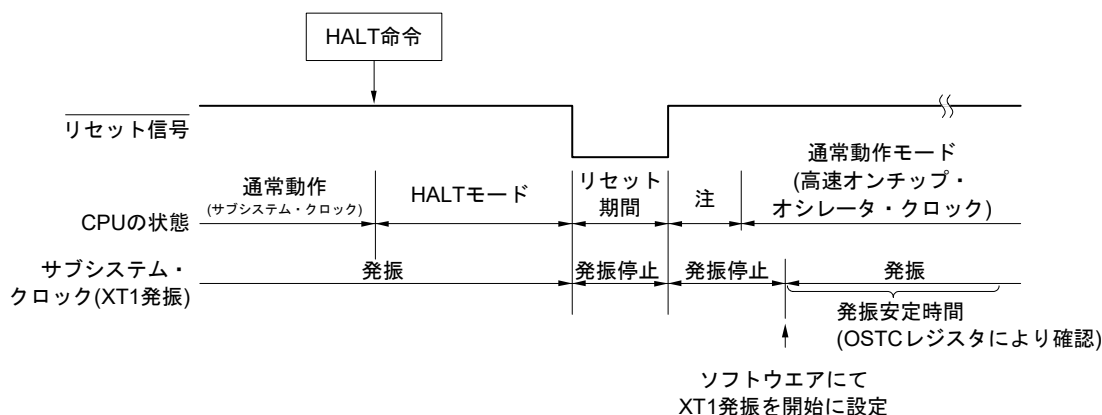 HALT命令
リセット信号
通常動作
(サブシステム・クロック)
HALTモード
リセット
期間
注
通常動作モード
(高速オンチップ・
オシレータ・クロック)
CPUの状態
サブシステム・
クロック(XT1発振)
発振
発振停止
発振停止
発振
発振安定時間
(OSTCレジスタにより確認)
ソフトウエアにて
XT1発振を開始に設定